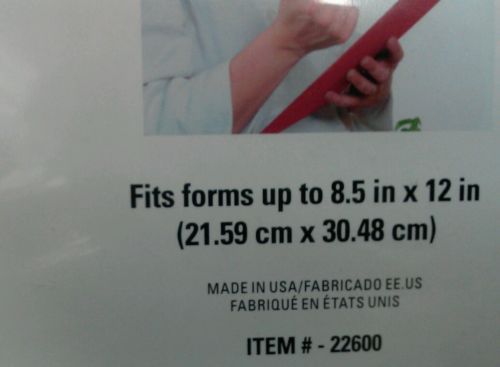 Fits forms up to 8.5 in x 12 in
(21.59 cm x 30.48 cm)
MADE IN USA/FABRICADO EE.US
FABRIQUÉ EN ÉTATS UNIS
ITEM # - 22600